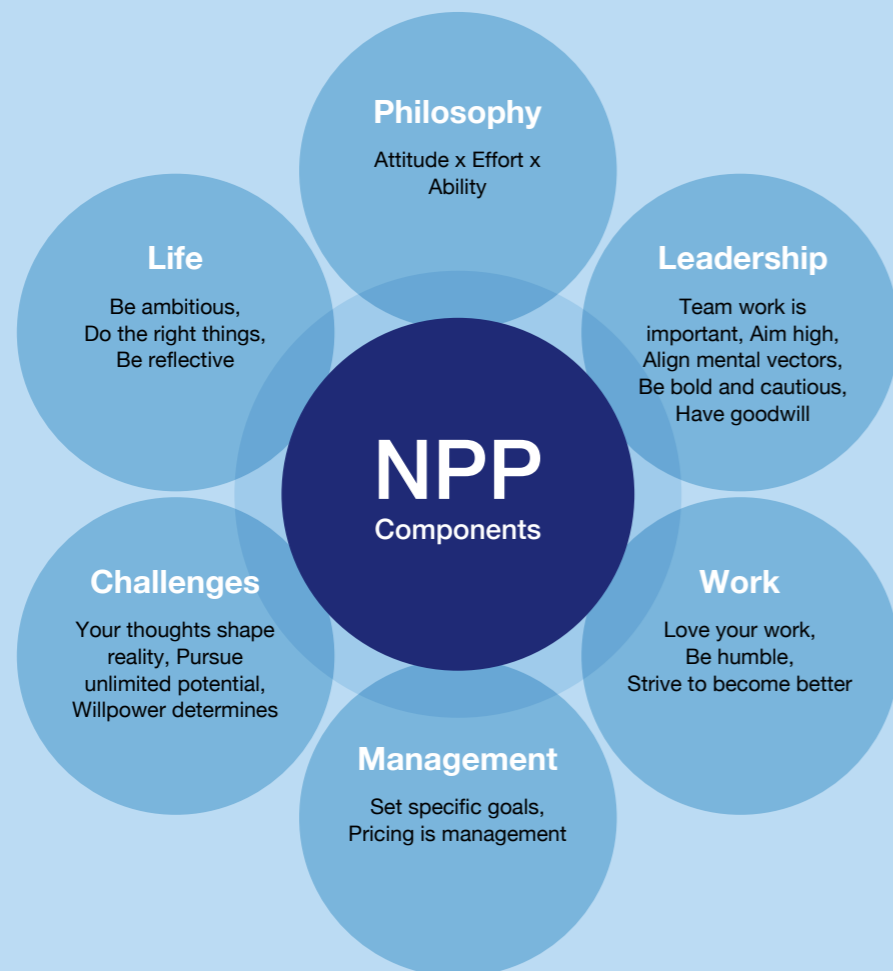 Philosophy
Attitude x Effort x
Ability
Life
Be ambitious,
Do the right things,
Be reflective
Leadership
Team work is
important, Aim high,
Align mental vectors,
Be bold and cautious,
Have goodwill
NPP
Components
Challenges
Your thoughts shape
reality, Pursue
unlimited potential,
Willpower determines
Work
Love your work,
Be humble,
Strive to become better
Management
Set specific goals,
Pricing is management